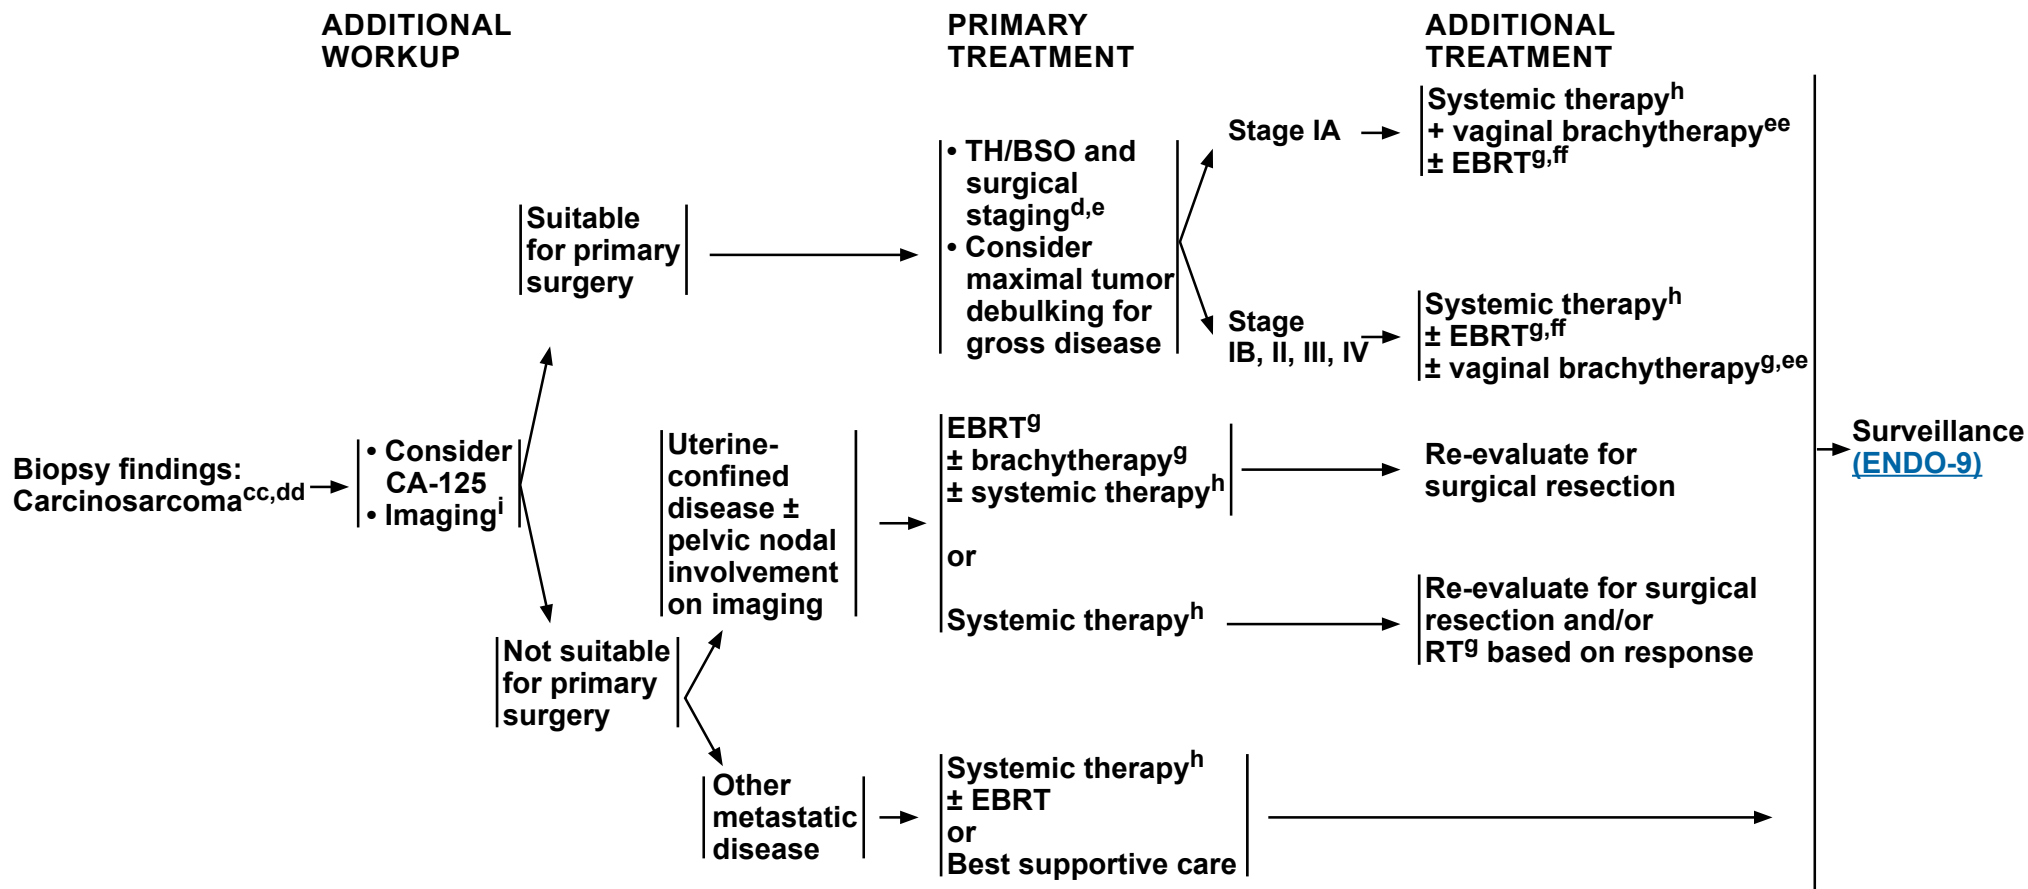 ADDITIONAL
WORKUP
PRIMARY
TREATMENT
ADDITIONAL
TREATMENT
Biopsy findings:
Carcinosarcomacc,dd
• Consider
CA-125
• Imagingi
Suitable
for primary
surgery
• TH/BSO and
surgical
stagingd,e
• Consider
maximal tumor
debulking for
gross disease
Stage IA
Systemic therapyh
+ vaginal brachytherapyee
± EBRTg,ff
Stage
IB, II, III, IV
Systemic therapyh
± EBRTg,ff
± vaginal brachytherapyg,ee
Not suitable
for primary
surgery
Uterine-
confined
disease ±
pelvic nodal
involvement
on imaging
EBRTg
± brachytherapyg
± systemic therapyh
or
Systemic therapyh
Re-evaluate for
surgical resection
Re-evaluate for surgical
resection and/or
RTg based on response
Other
metastatic
disease
Systemic therapyh
± EBRT
or
Best supportive care
Surveillance
(ENDO-9)